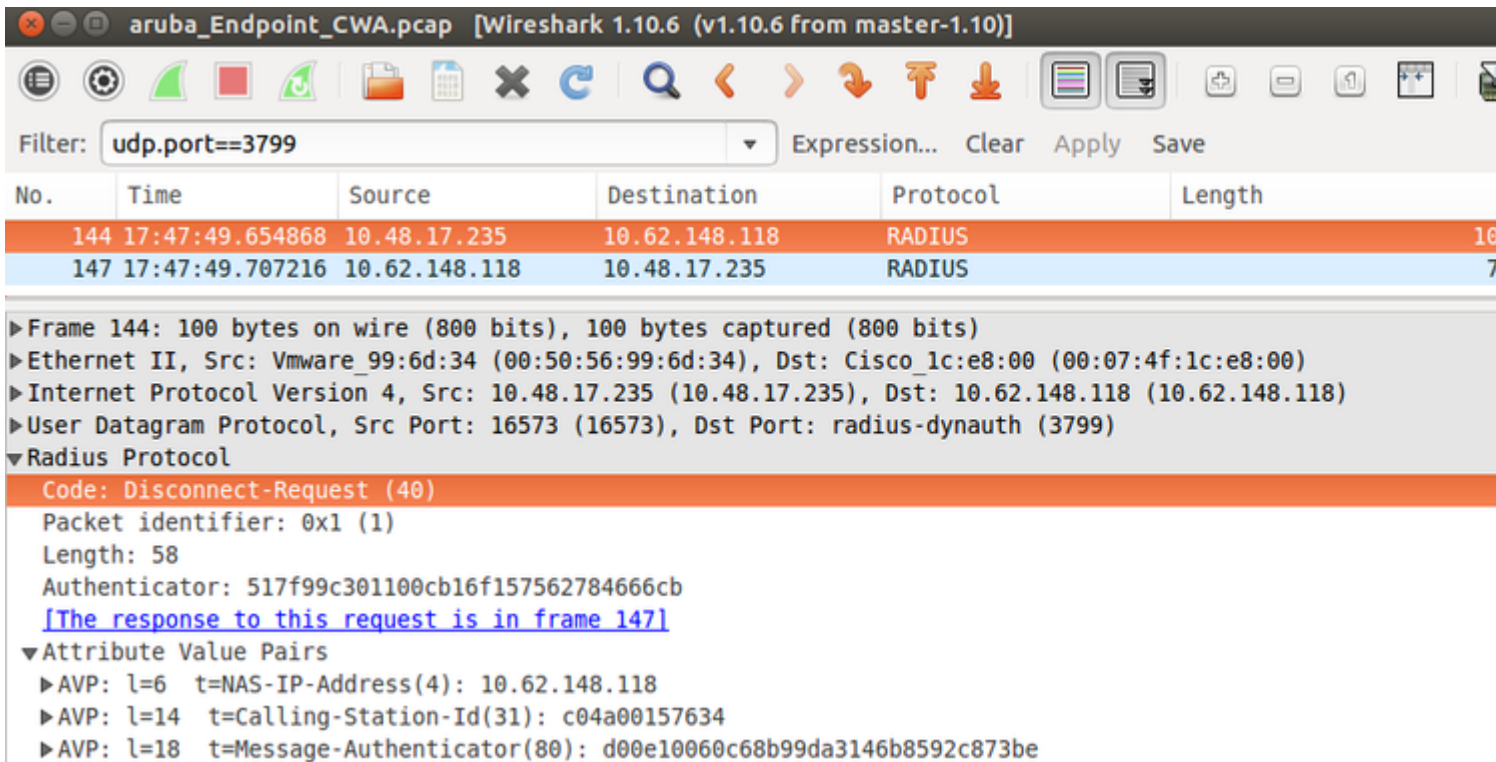 aruba_Endpoint_CWA.pcap [Wireshark 1.10.6 (v1.10.6 from master-1.10)]
Filter: udp.port==3799 Expression... Clear Apply Save
No. Time Source Destination Protocol Length
144 17:47:49.654868 10.48.17.235 10.62.148.118 RADIUS 10
147 17:47:49.707216 10.62.148.118 10.48.17.235 RADIUS 7
Frame 144: 100 bytes on wire (800 bits), 100 bytes captured (800 bits)
Ethernet II, Src: Vmware_99:6d:34 (00:50:56:99:6d:34), Dst: Cisco_1c:e8:00 (00:07:4f:1c:e8:00)
Internet Protocol Version 4, Src: 10.48.17.235 (10.48.17.235), Dst: 10.62.148.118 (10.62.148.118)
User Datagram Protocol, Src Port: 16573 (16573), Dst Port: radius-dynauth (3799)
Radius Protocol
Code: Disconnect-Request (40)
Packet identifier: 0x1 (1)
Length: 58
Authenticator: 517f99c301100cb16f157562784666cb
[The response to this request is in frame 147]
Attribute Value Pairs
AVP: l=6 t=NAS-IP-Address(4): 10.62.148.118
AVP: l=14 t=Calling-Station-Id(31): c04a00157634
AVP: l=18 t=Message-Authenticator(80): d00e10060c68b99da3146b8592c873be